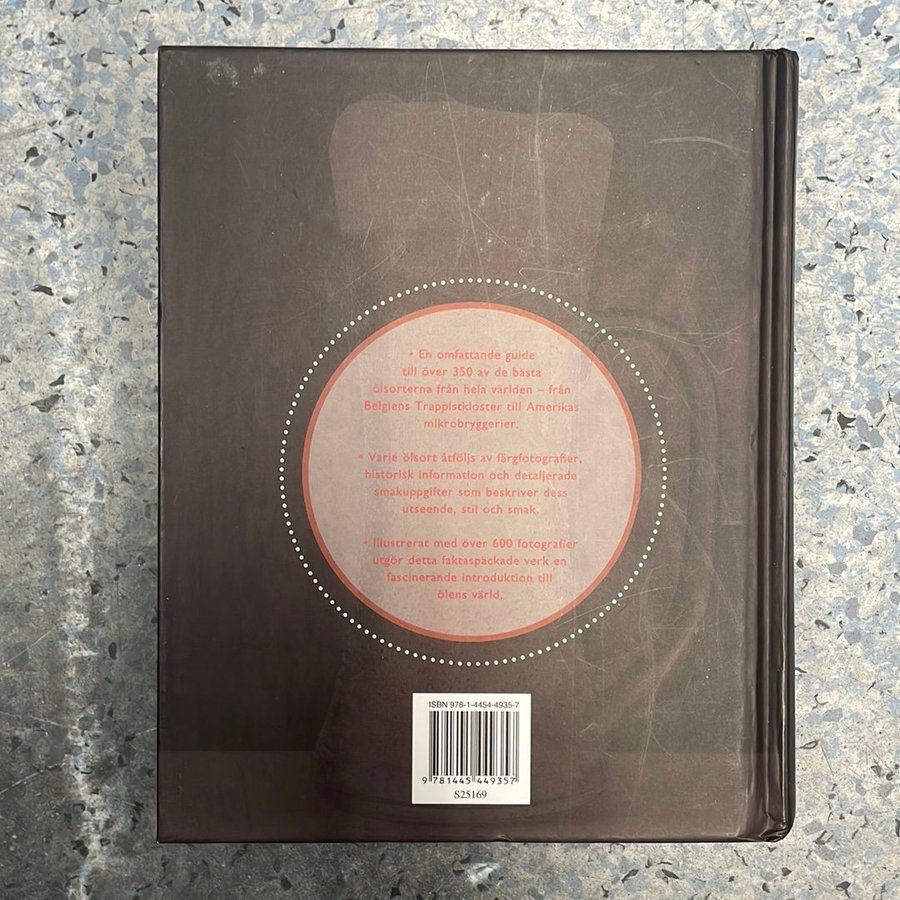 • En omfattande guide
till över 350 av de bästa
ölsorterna från hela världen – från
Belgiens Trappistkloster till Amerikas
mikrobryggerier.
• Varje ölsort åtföljs av färgfotografier,
historisk information och detaljerade
smakuppgifter som beskriver dess
utseende, stil och smak.
• Illustrerat med över 600 fotografier
utgör detta faktaspäckade verk en
fascinerande introduktion till
ölens värld.
ISBN 978-1-4454-4935-7
9 781445 449357
S25169